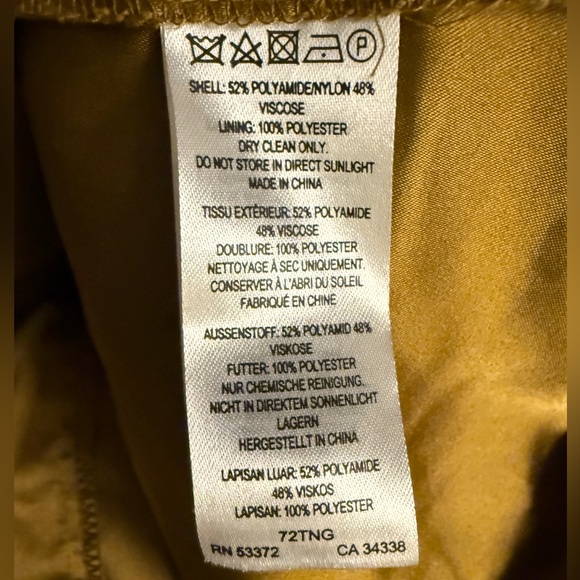 P
SHELL: 52% POLYAMIDE/NYLON 48%
VISCOSE
LINING: 100% POLYESTER
DRY CLEAN ONLY.
DO NOT STORE IN DIRECT SUNLIGHT
MADE IN CHINA
TISSU EXTÉRIEUR: 52% POLYAMIDE
48% VISCOSE
DOUBLURE: 100% POLYESTER
NETTOYAGE À SEC UNIQUEMENT.
CONSERVER À L'ABRI DU SOLEIL
FABRIQUÉ EN CHINE
AUSSENSTOFF: 52% POLYAMID 48%
VISKOSE
FUTTER: 100% POLYESTER
NUR CHEMISCHE REINIGUNG.
NICHT IN DIREKTEM SONNENLICHT
LAGERN
HERGESTELLT IN CHINA
LAPISAN LUAR: 52% POLYAMIDE
48% VISKOS
LAPISAN: 100% POLYESTER
72TNG
RN 53372 CA 34338